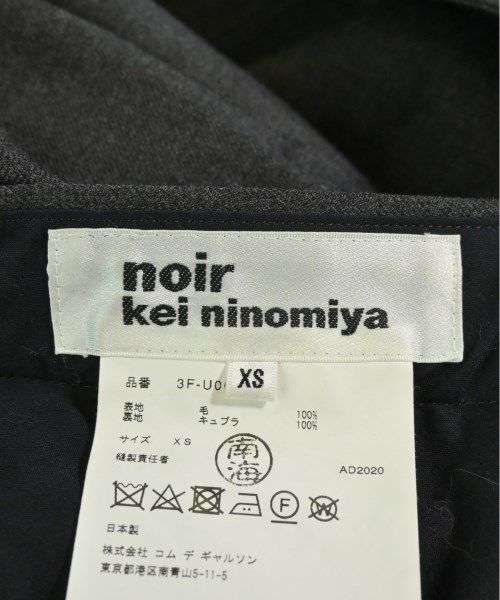 noir
kei ninomiya
XS
品番 3F-U0
表地 毛 100%
裏地 キュプラ 100%
サイズ XS
縫製責任者 南海 AD2020
F W
日本製
株式会社 コム デ ギャルソン
東京都港区南青山5-11-5